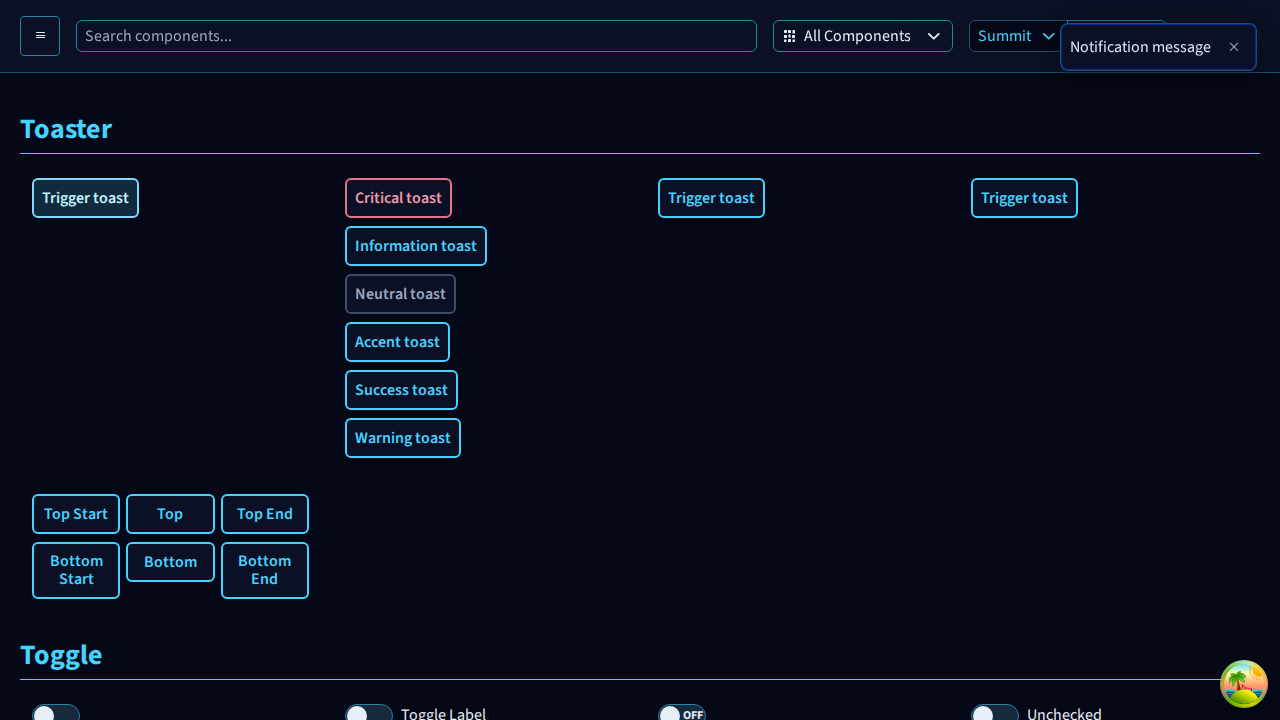 Search components...
All Components
Summit
Notification message
Toaster
Trigger toast
Critical toast
Trigger toast
Trigger toast
Information toast
Neutral toast
Accent toast
Success toast
Warning toast
Top Start
Top
Top End
Bottom
Start
Bottom
Bottom
End
Toggle
Toggle Label
OFF
Unchecked